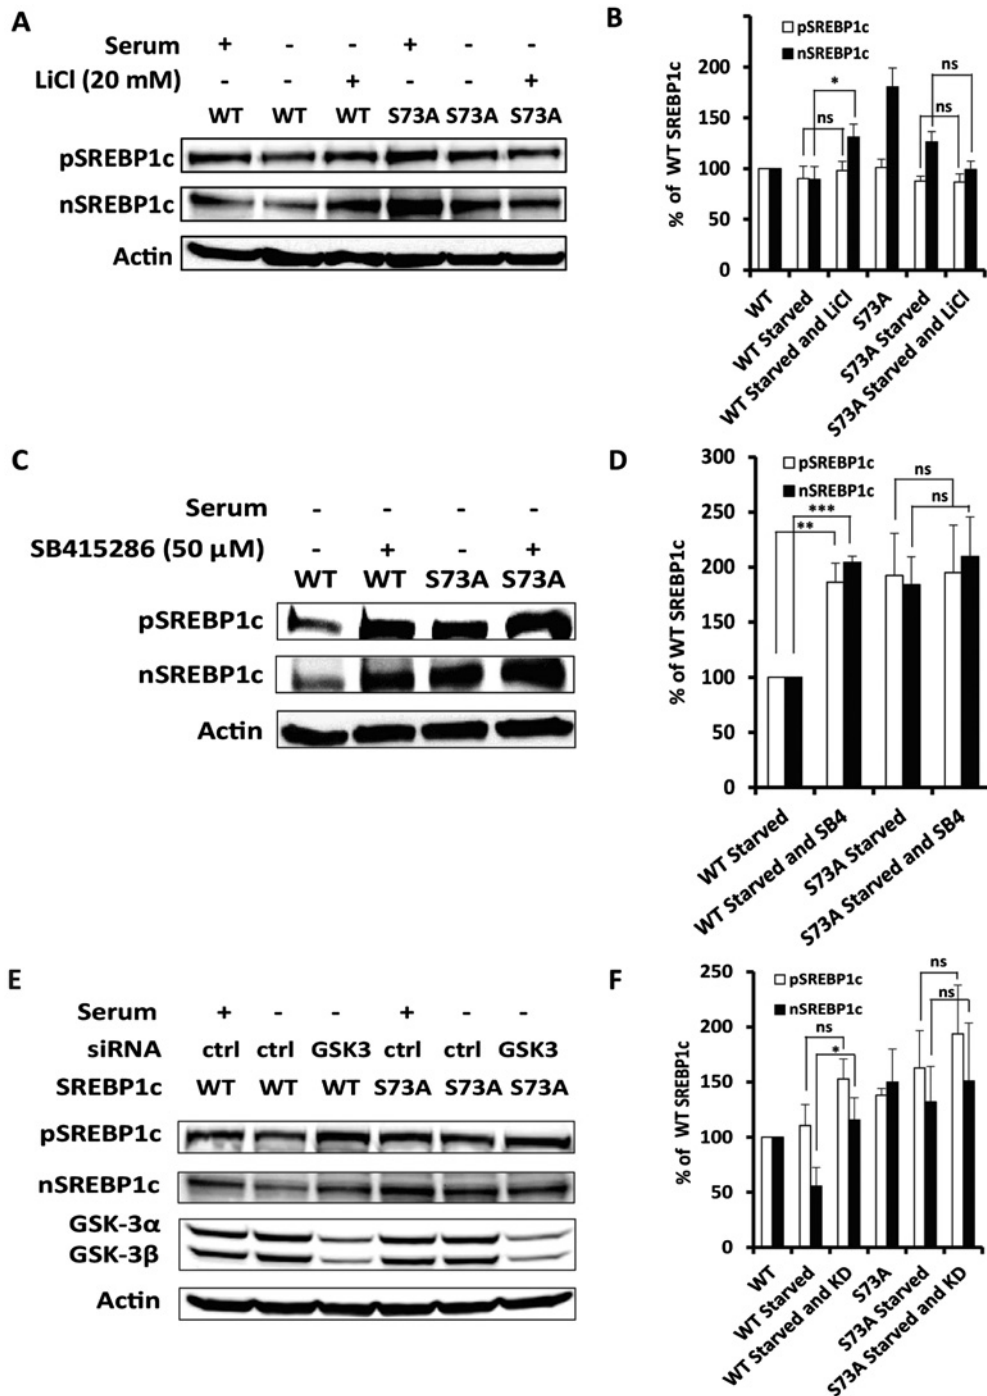 A
Serum + - - + - -
LiCl (20 mM) - - + - - +
WT WT WT S73A S73A S73A
pSREBP1c
nSREBP1c
Actin
B
pSREBP1c
nSREBP1c
% of WT SREBP1c
200
150
100
50
0
ns
*
ns
ns
WT
WT Starved
WT Starved and LiCl
S73A
S73A Starved
S73A Starved and LiCl
C
Serum - - - -
SB415286 (50 µM) - + - +
WT WT S73A S73A
pSREBP1c
nSREBP1c
Actin
D
pSREBP1c
nSREBP1c
% of WT SREBP1c
300
250
200
150
100
50
0
***
**
ns
ns
WT Starved
WT Starved and SB4
S73A Starved
S73A Starved and SB4
E
Serum + - - + - -
siRNA ctrl ctrl GSK3 ctrl ctrl GSK3
SREBP1c WT WT WT S73A S73A S73A
pSREBP1c
nSREBP1c
GSK-3α
GSK-3β
Actin
F
pSREBP1c
nSREBP1c
% of WT SREBP1c
250
200
150
100
50
0
ns
*
ns
ns
WT
WT Starved
WT Starved and KD
S73A
S73A Starved
S73A Starved and KD